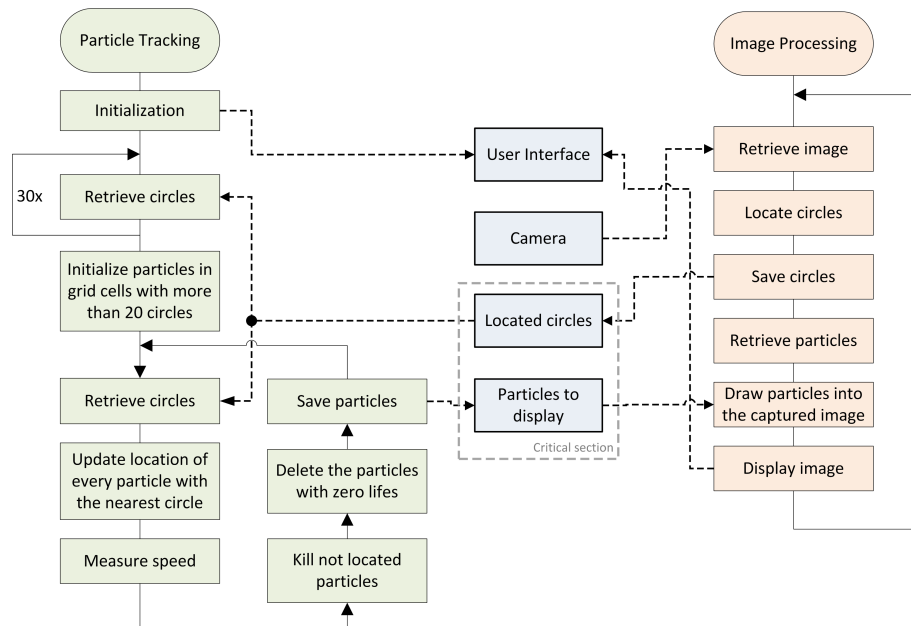 Particle Tracking
Initialization
30x
Retrieve circles
Initialize particles in
grid cells with more
than 20 circles
Retrieve circles
Update location of
every particle with
the nearest circle
Measure speed
Save particles
Delete the particles
with zero lifes
Kill not located
particles
User Interface
Camera
Located circles
Particles to
display
Critical section
Image Processing
Retrieve image
Locate circles
Save circles
Retrieve particles
Draw particles into
the captured image
Display image